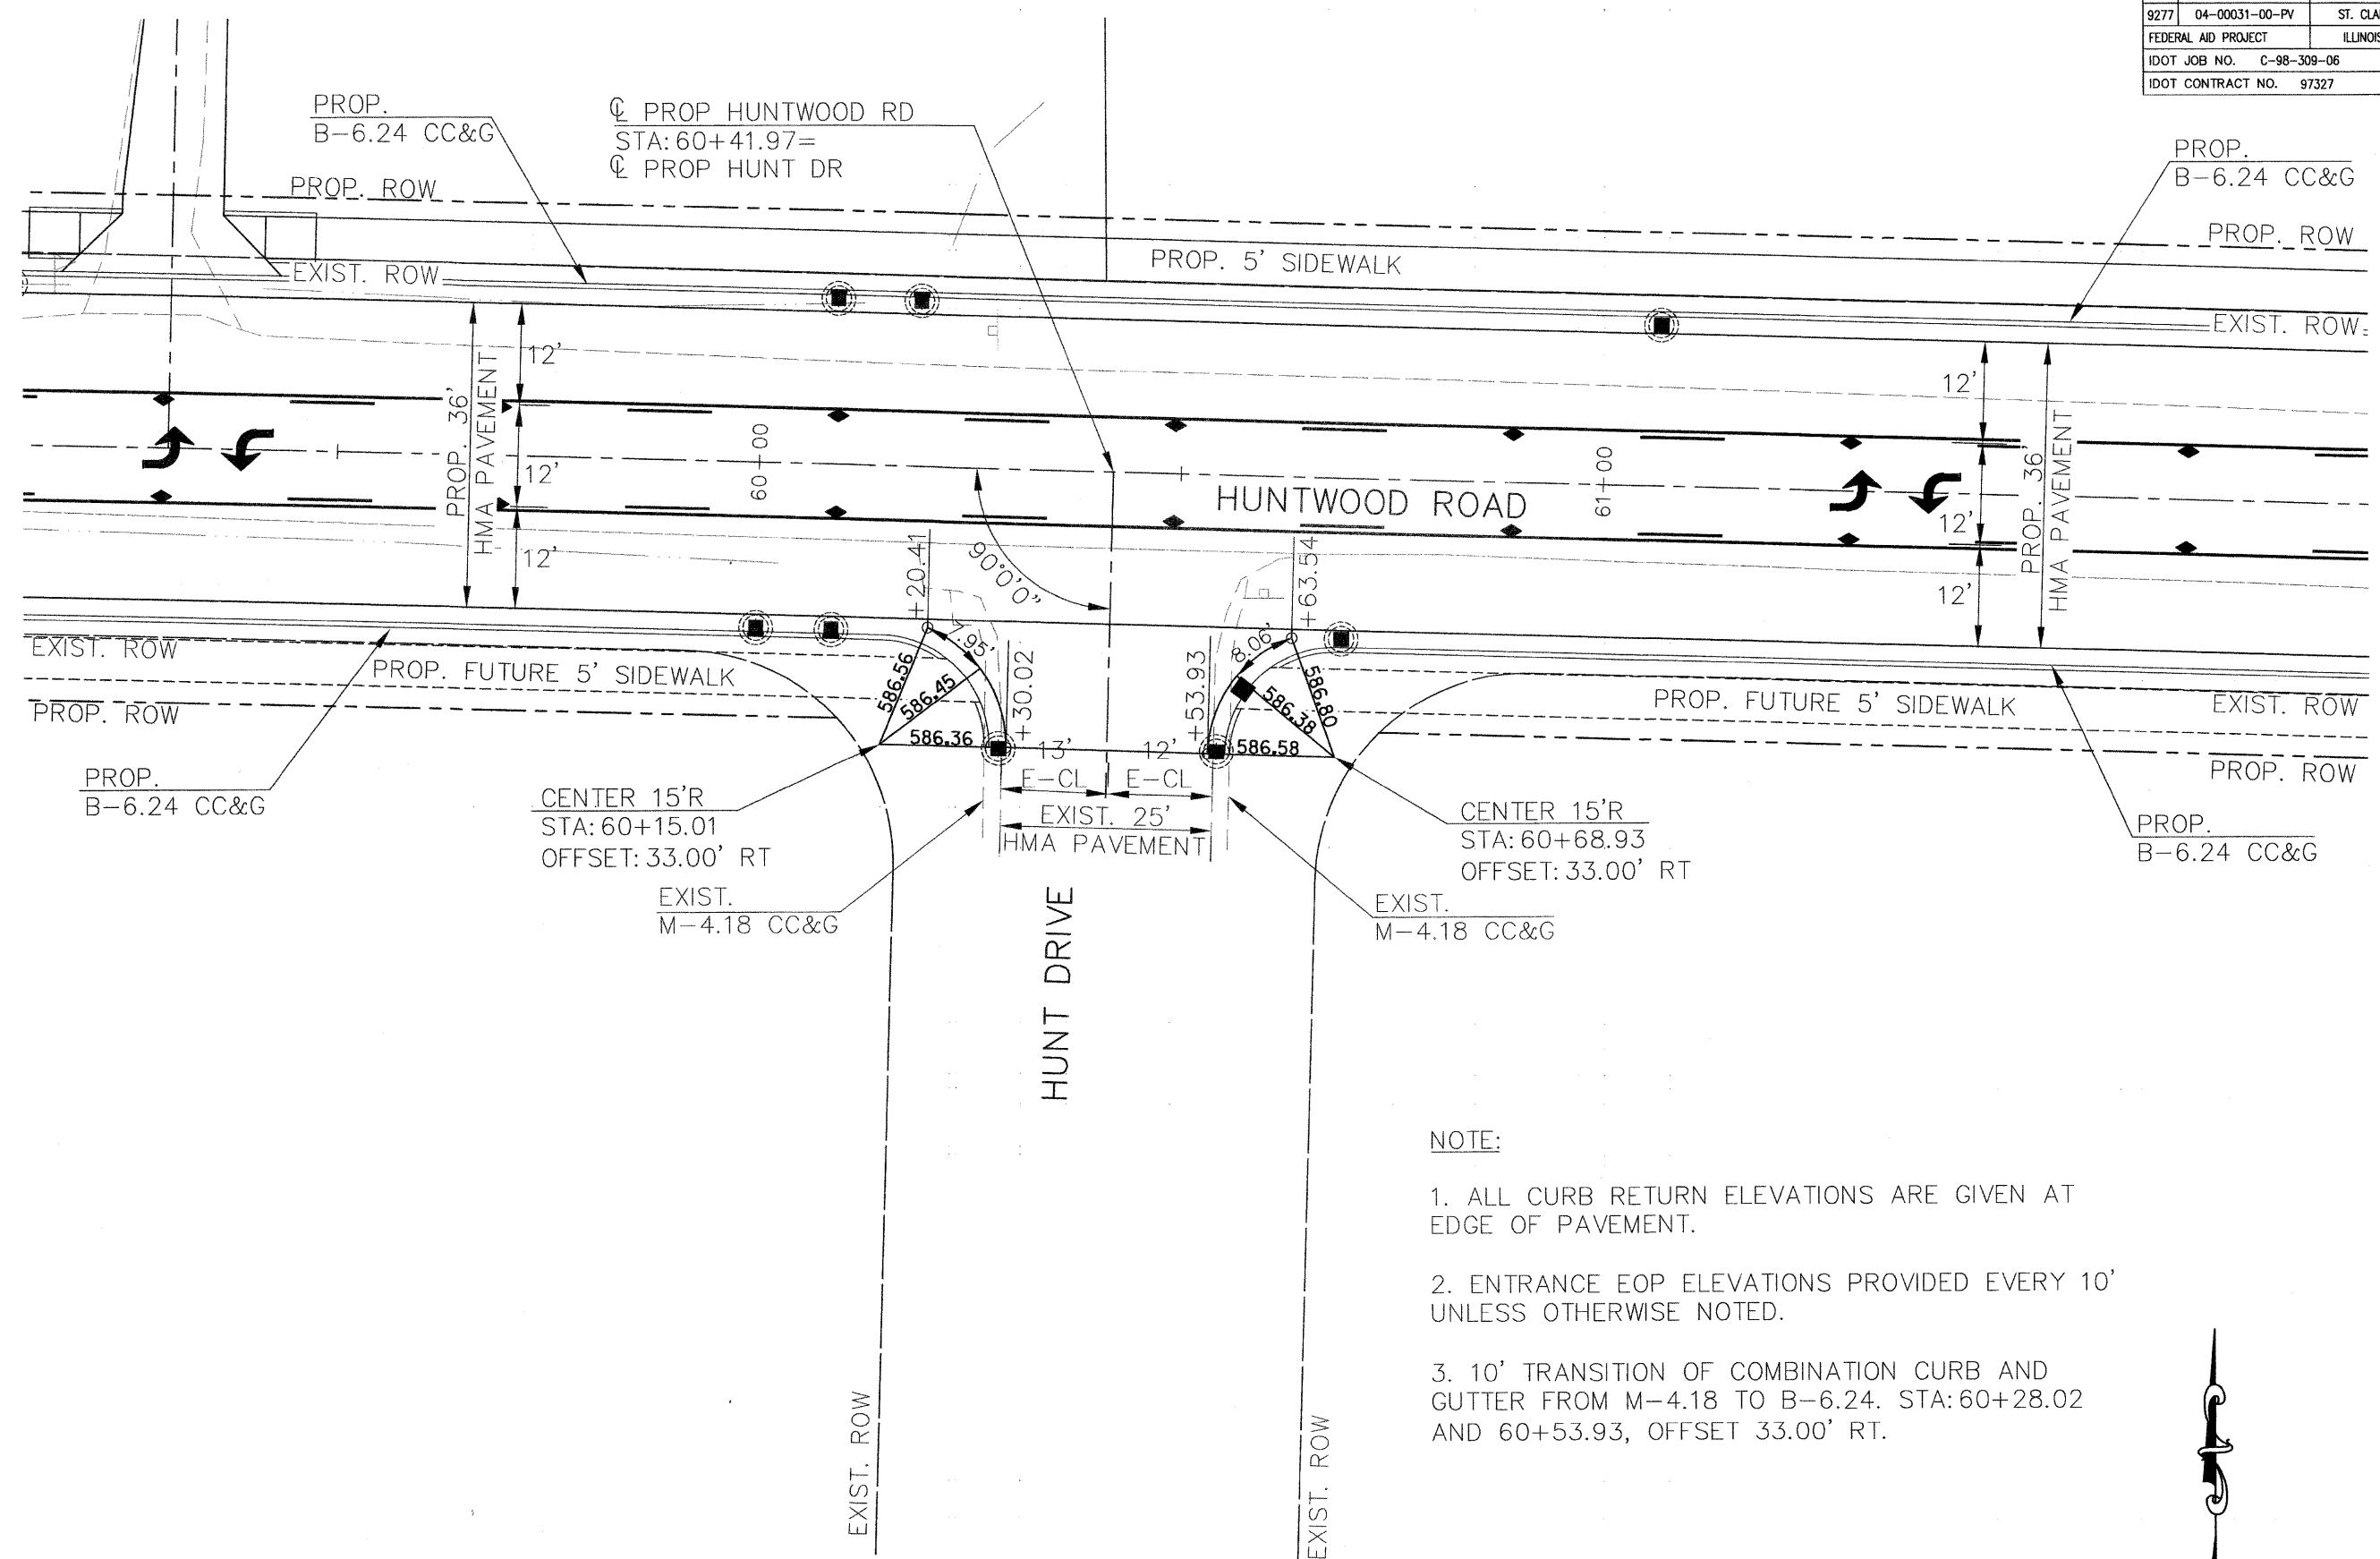 9277 04-00031-00-PV
FEDERAL AID PROJECT
IDOT JOB NO. C-98-309-06
IDOT CONTRACT NO. 97327
PROP.
B-6.24 CC&G
℄ PROP HUNTWOOD RD
STA: 60+41.97=
℄ PROP HUNT DR
PROP.
B-6.24 CC&G
PROP. ROW
PROP. ROW
PROP. 5' SIDEWALK
EXIST. ROW
EXIST. ROW
12'
12'
12'
PROP. 36'
HMA PAVEMENT
60+00
61+00
HUNTWOOD ROAD
12'
12'
12'
PROP. 36'
HMA PAVEMENT
90°0'0"
+20.41
+63.54
7.95'
8.06'
+30.02
+53.93
586.56
586.45
586.36
586.80
586.38
586.58
13'
12'
E-CL
E-CL
EXIST. 25'
HMA PAVEMENT
EXIST. ROW
PROP. FUTURE 5' SIDEWALK
PROP. ROW
PROP. FUTURE 5' SIDEWALK
EXIST. ROW
PROP. ROW
PROP.
B-6.24 CC&G
CENTER 15'R
STA: 60+15.01
OFFSET: 33.00' RT
EXIST.
M-4.18 CC&G
CENTER 15'R
STA: 60+68.93
OFFSET: 33.00' RT
EXIST.
M-4.18 CC&G
PROP.
B-6.24 CC&G
HUNT DRIVE
EXIST. ROW
EXIST. ROW
NOTE:
1. ALL CURB RETURN ELEVATIONS ARE GIVEN AT
EDGE OF PAVEMENT.
2. ENTRANCE EOP ELEVATIONS PROVIDED EVERY 10'
UNLESS OTHERWISE NOTED.
3. 10' TRANSITION OF COMBINATION CURB AND
GUTTER FROM M-4.18 TO B-6.24. STA: 60+28.02
AND 60+53.93, OFFSET 33.00' RT.